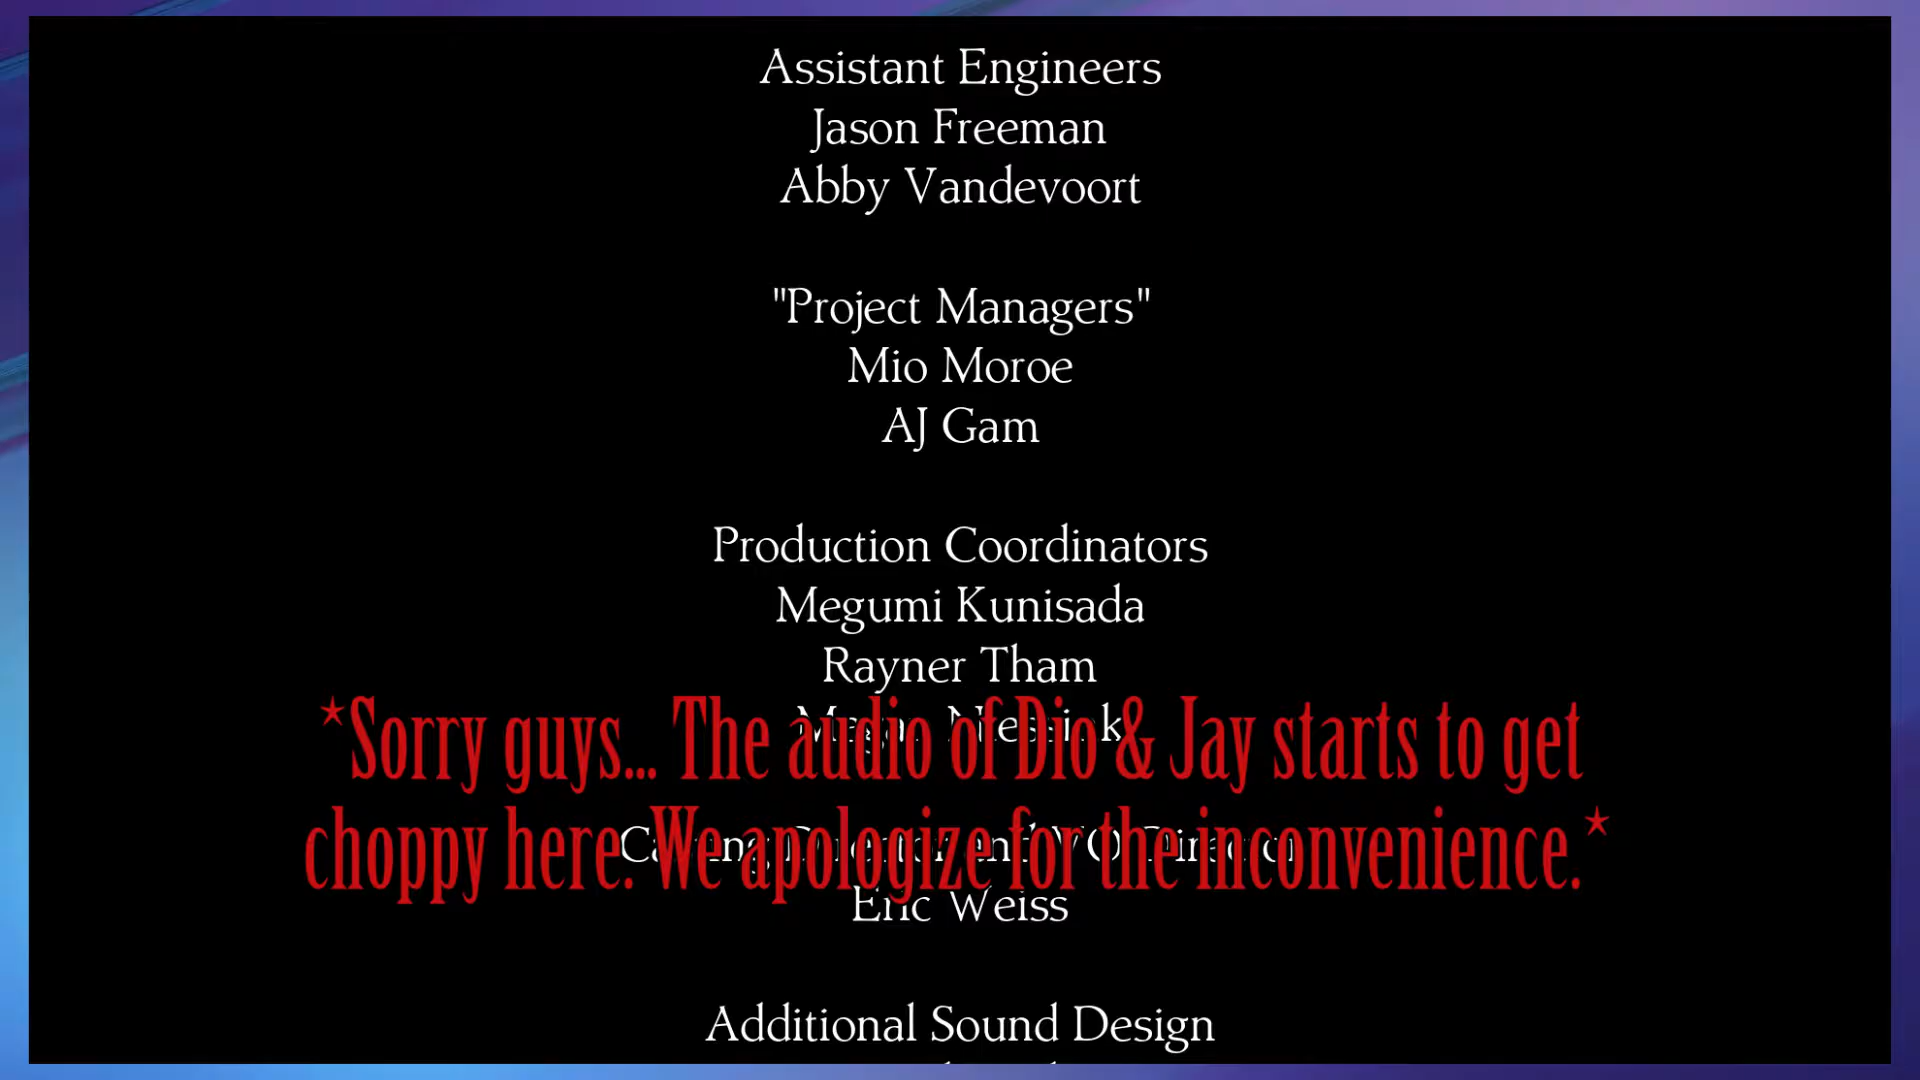 Assistant Engineers
Jason Freeman
Abby Vandevoort
"Project Managers"
Mio Moroe
AJ Gam
Production Coordinators
Megumi Kunisada
Rayner Tham
*Sorry guys... The audio of Dio & Jay starts to get
choppy here. We apologize for the inconvenience.*
Eric Weiss
Additional Sound Design